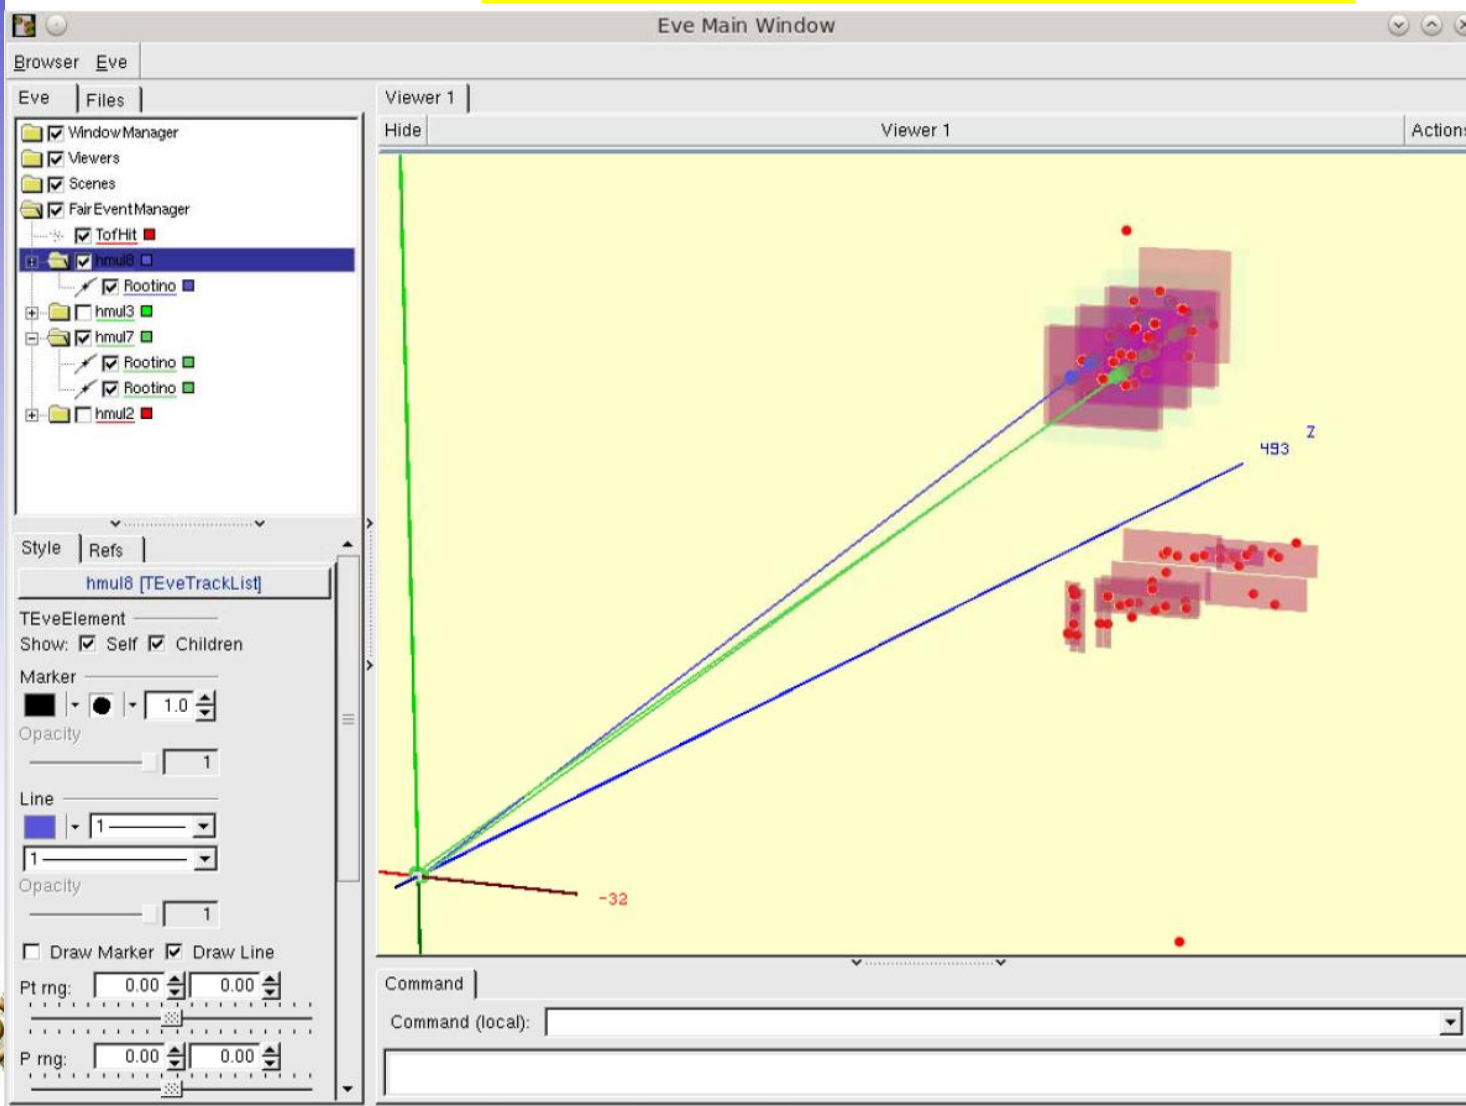 Eve Main Window
Browser Eve
Eve Files
WindowManager
Viewers
Scenes
FairEventManager
TofHit
hmul8
Rootino
hmul3
hmul7
Rootino
Rootino
hmul2
Style Refs
hmul8 [TEveTrackList]
TEveElement
Show: Self Children
Marker
1.0
Opacity
1
Line
1
1
Opacity
1
Draw Marker Draw Line
Pt rng: 0.00 0.00
P rng: 0.00 0.00
Viewer 1
Hide Viewer 1 Actions
Z
493
-32
Command
Command (local):